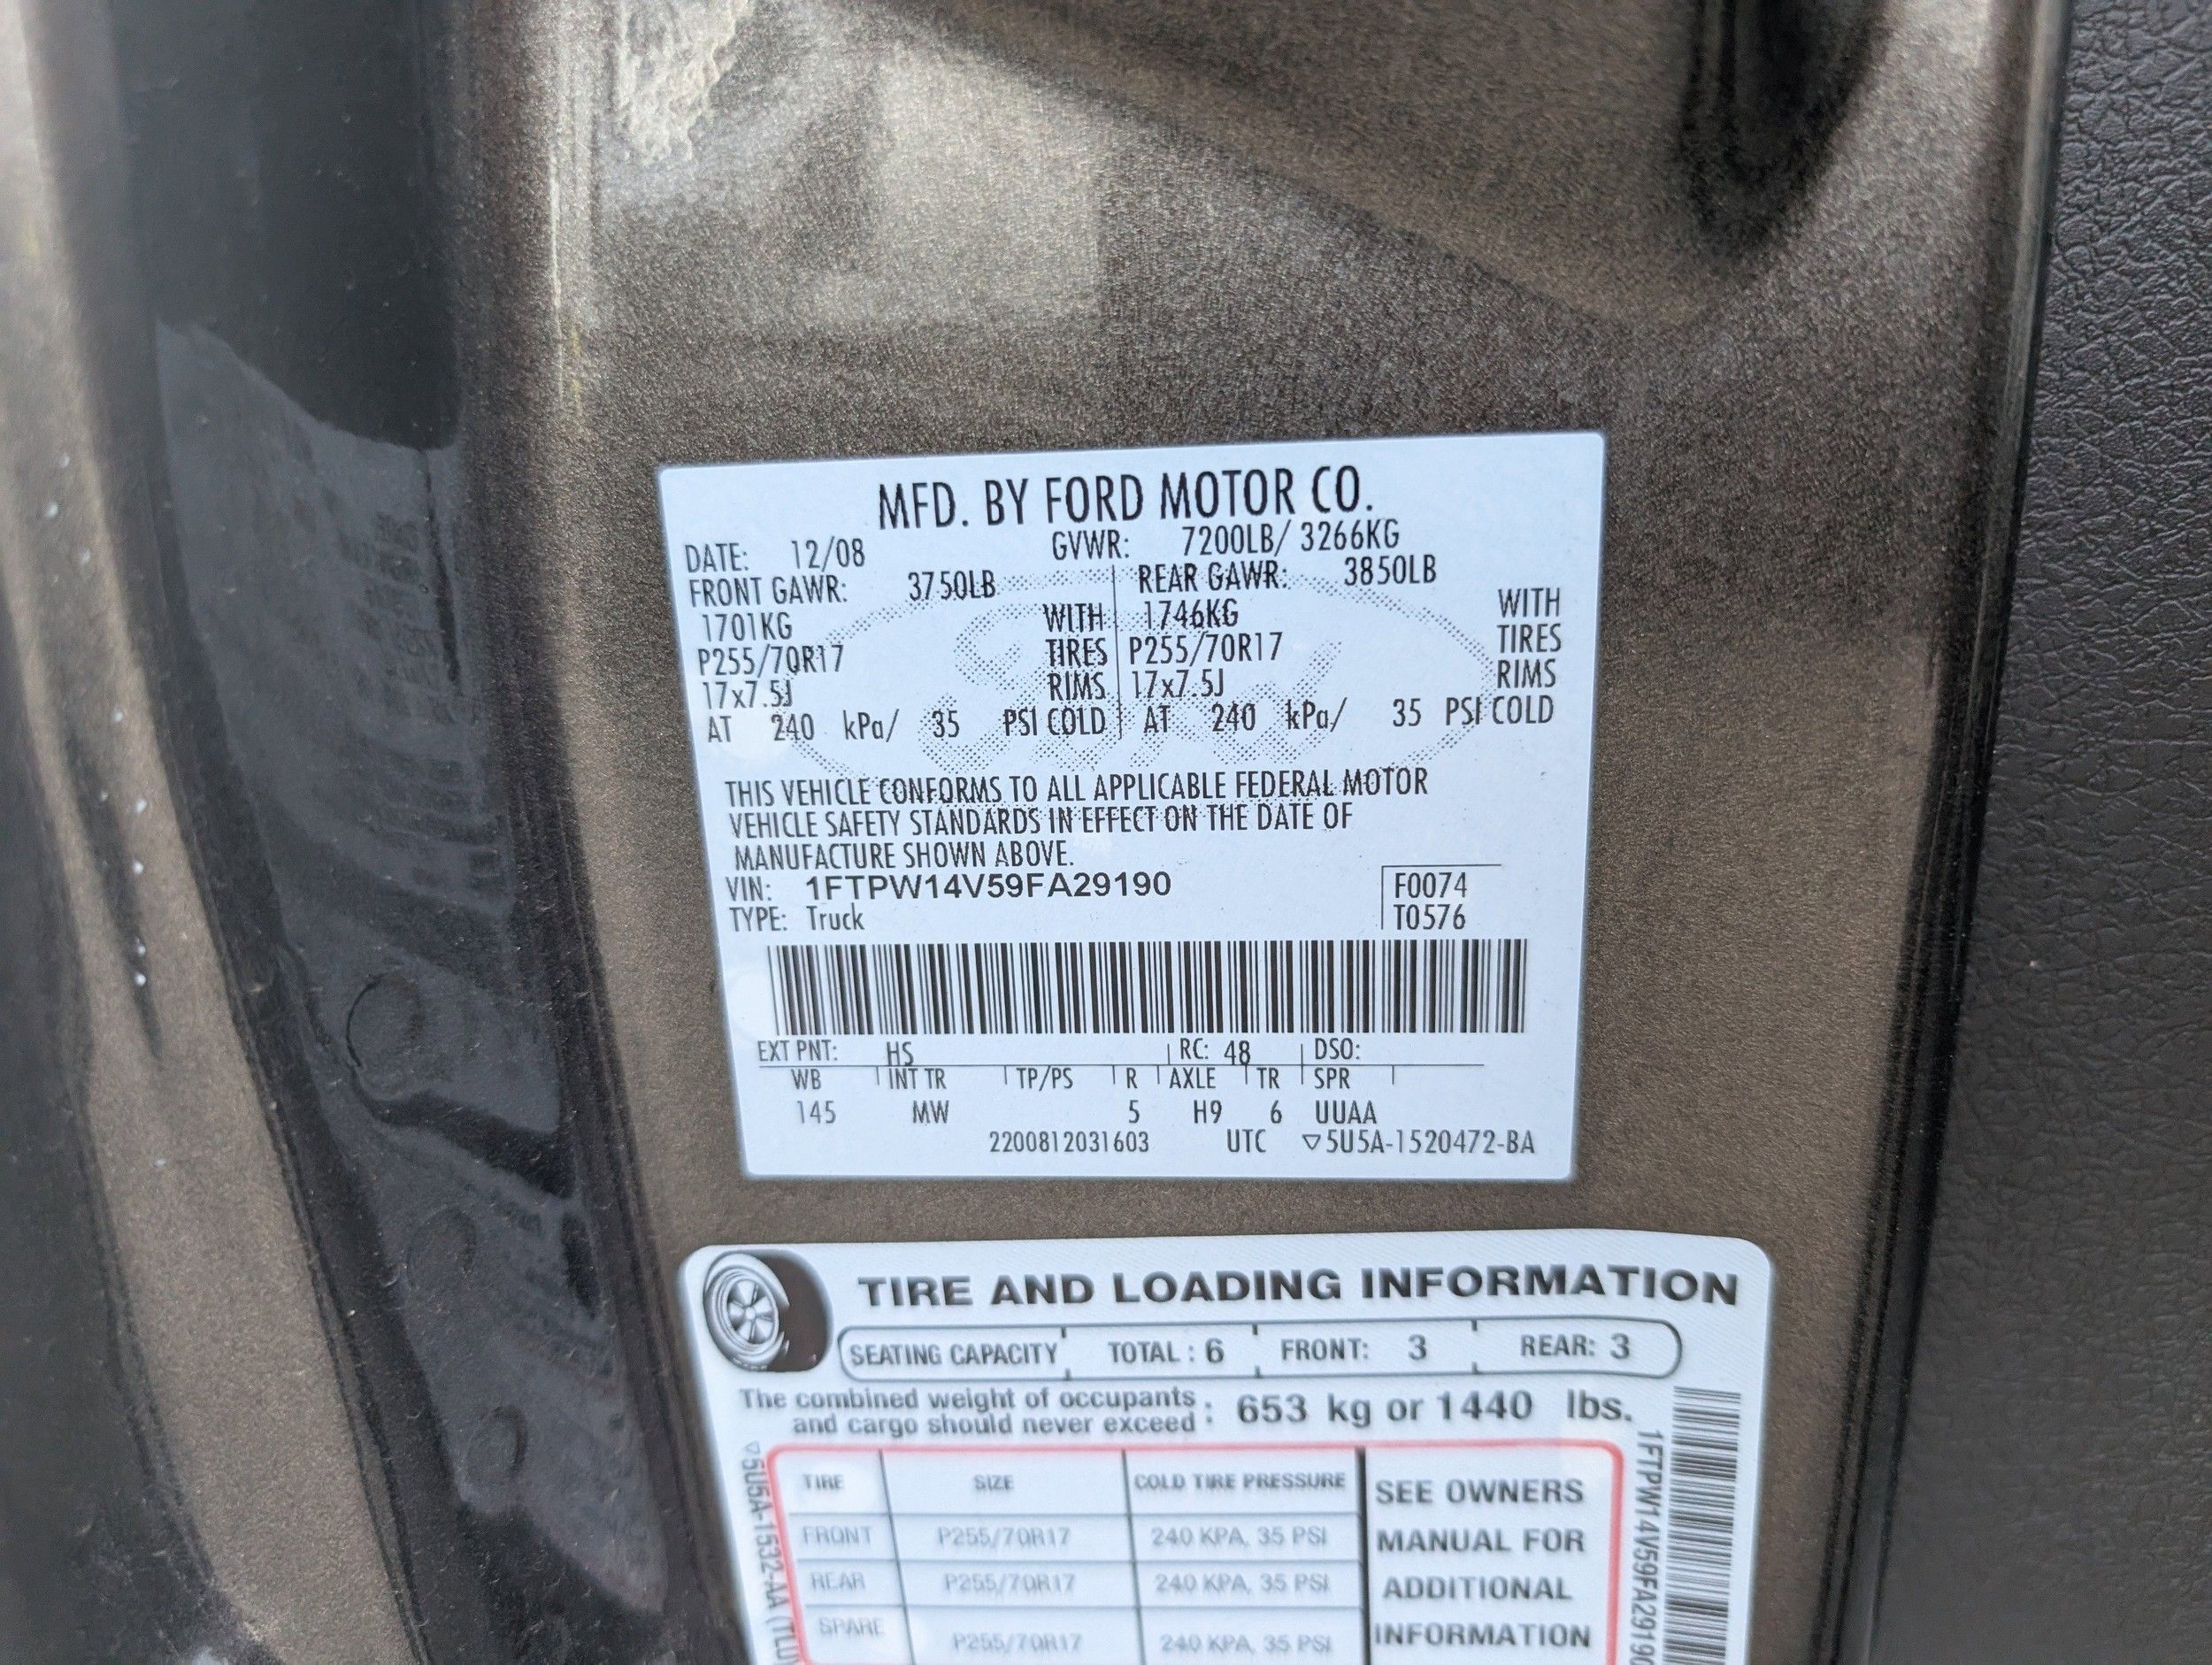 MFD. BY FORD MOTOR CO.
DATE: 12/08 GVWR: 7200LB/ 3266KG
FRONT GAWR: 3750LB REAR GAWR: 3850LB
1701KG WITH 1746KG WITH
P255/70R17 TIRES P255/70R17 TIRES
17x7.5J RIMS 17x7.5J RIMS
AT 240 kPa/ 35 PSI COLD AT 240 kPa/ 35 PSI COLD
THIS VEHICLE CONFORMS TO ALL APPLICABLE FEDERAL MOTOR
VEHICLE SAFETY STANDARDS IN EFFECT ON THE DATE OF
MANUFACTURE SHOWN ABOVE.
VIN: 1FTPW14V59FA29190 F0074
TYPE: Truck T0576
EXT PNT: HS RC: 48 DSO:
WB INT TR TP/PS R AXLE TR SPR
145 MW 5 H9 6 UUAA
2200812031603 UTC ▽5U5A-1520472-BA
TIRE AND LOADING INFORMATION
SEATING CAPACITY TOTAL : 6 FRONT: 3 REAR: 3
The combined weight of occupants
and cargo should never exceed : 653 kg or 1440 lbs.
TIRE SIZE COLD TIRE PRESSURE
FRONT P255/70R17 240 KPA, 35 PSI
REAR P255/70R17 240 KPA, 35 PSI
SPARE P255/70R17 240 KPA, 35 PSI
SEE OWNERS
MANUAL FOR
ADDITIONAL
INFORMATION
▽5U5A-1532-AA
1FTPW14V59FA29190